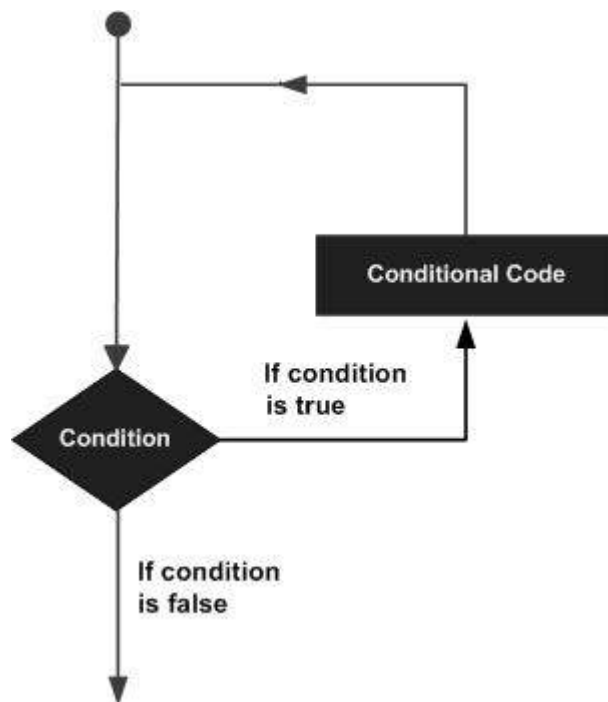 Conditional Code
If condition
is true
Condition
If condition
is false